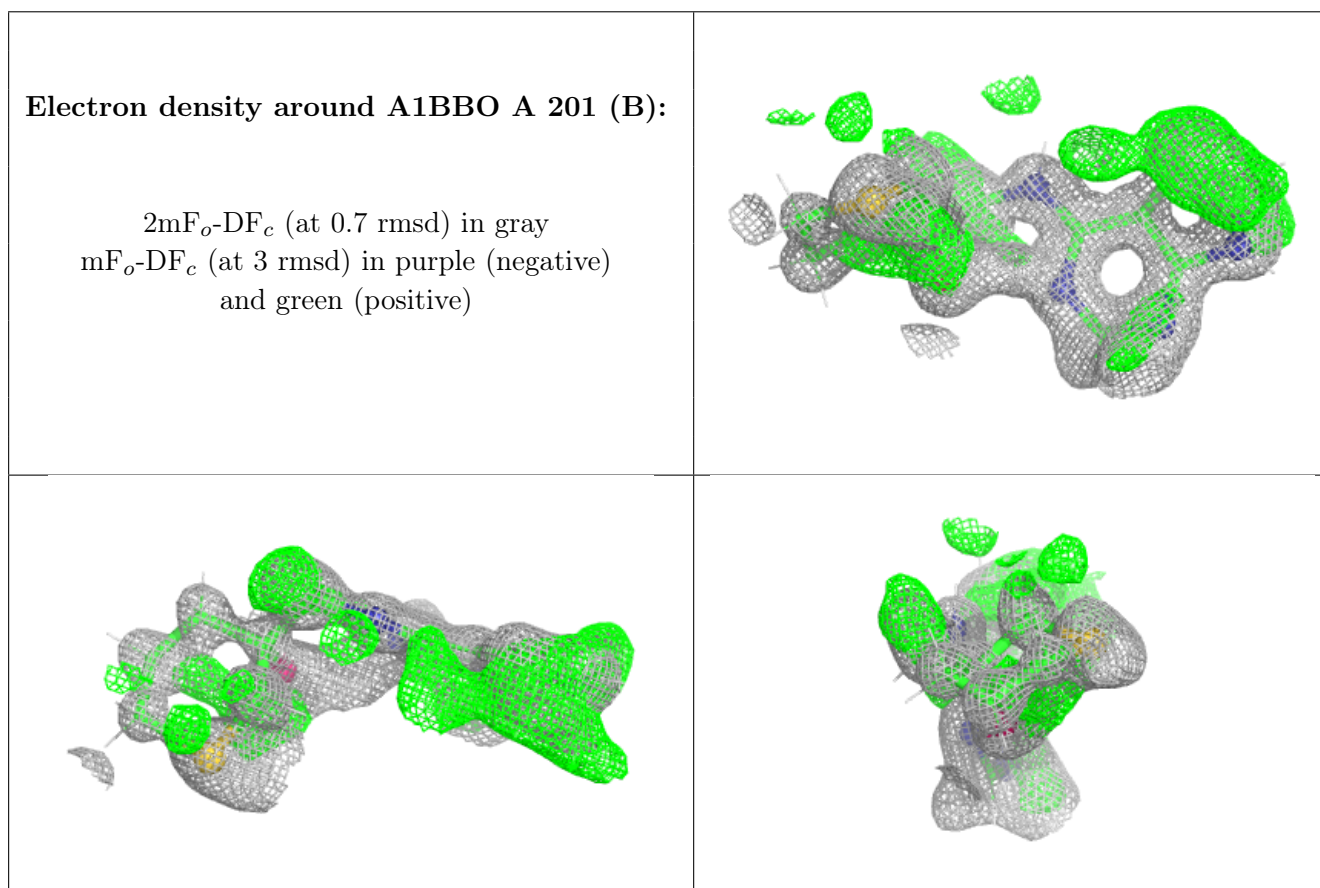 Electron density around A1BBO A 201 (B):
2mFo-DFc (at 0.7 rmsd) in gray
mFo-DFc (at 3 rmsd) in purple (negative)
and green (positive)